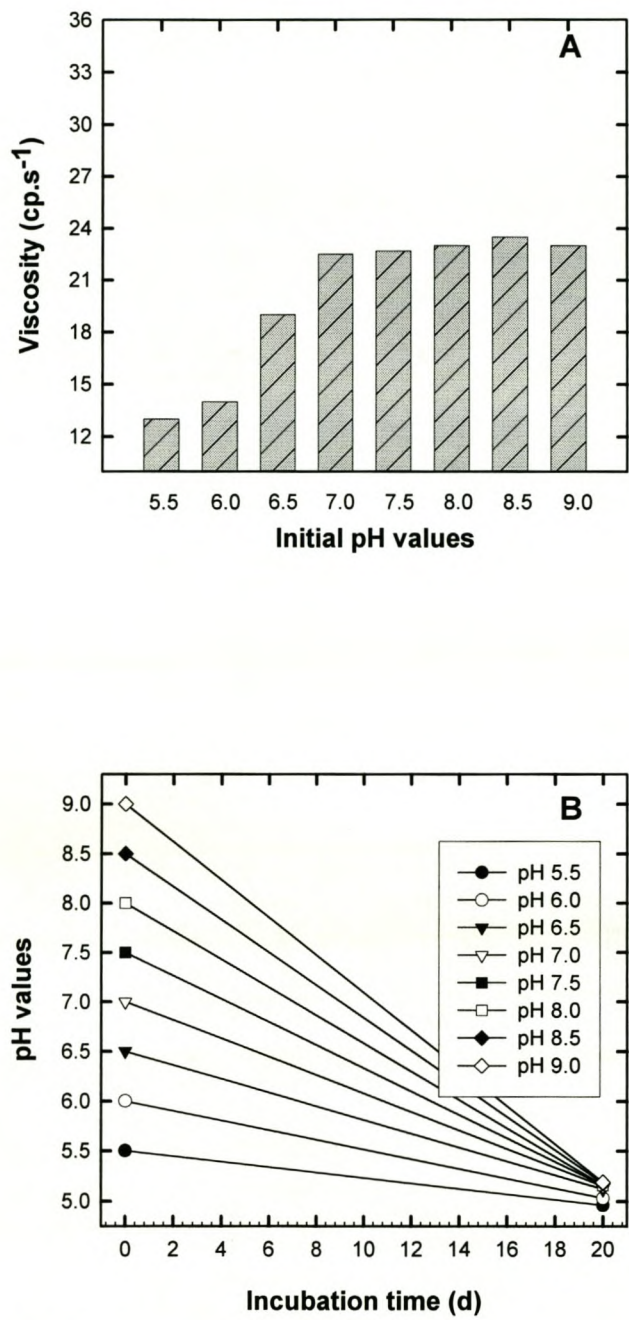 A
Viscosity (cp.s-1)
36
33
30
27
24
21
18
15
12
5.5 6.0 6.5 7.0 7.5 8.0 8.5 9.0
Initial pH values
B
pH values
9.0
8.5
8.0
7.5
7.0
6.5
6.0
5.5
5.0
pH 5.5
pH 6.0
pH 6.5
pH 7.0
pH 7.5
pH 8.0
pH 8.5
pH 9.0
0 2 4 6 8 10 12 14 16 18 20
Incubation time (d)